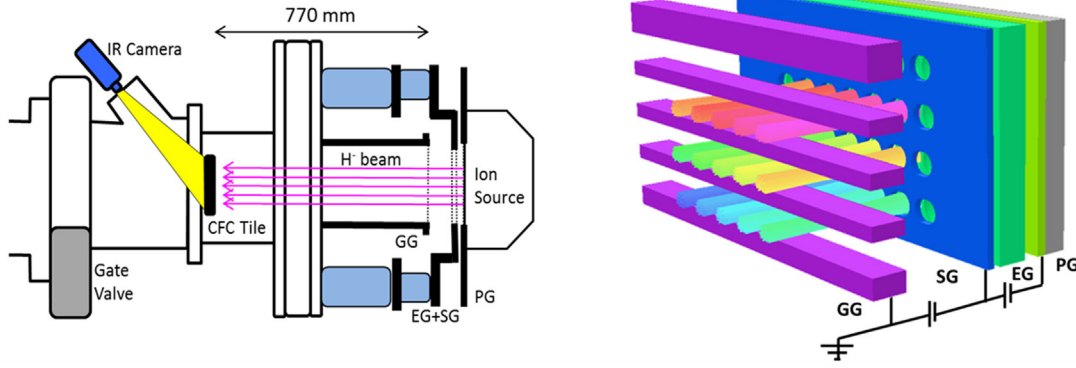 770 mm
IR Camera
H⁻ beam
Ion
Source
CFC Tile
GG
Gate
Valve
EG+SG
PG
SG
EG
PG
GG